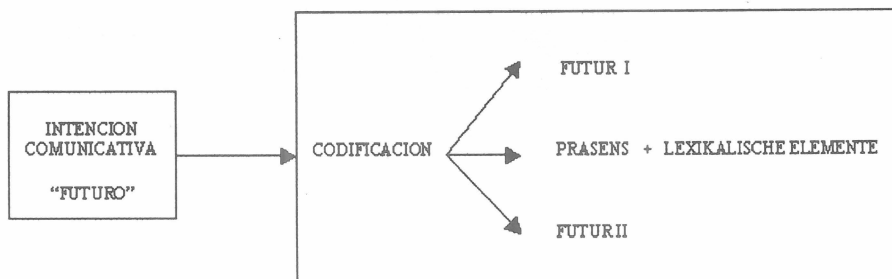 INTENCION
COMUNICATIVA
“FUTURO”
CODIFICACION
FUTUR I
PRASENS + LEXIKALISCHE ELEMENTE
FUTUR II